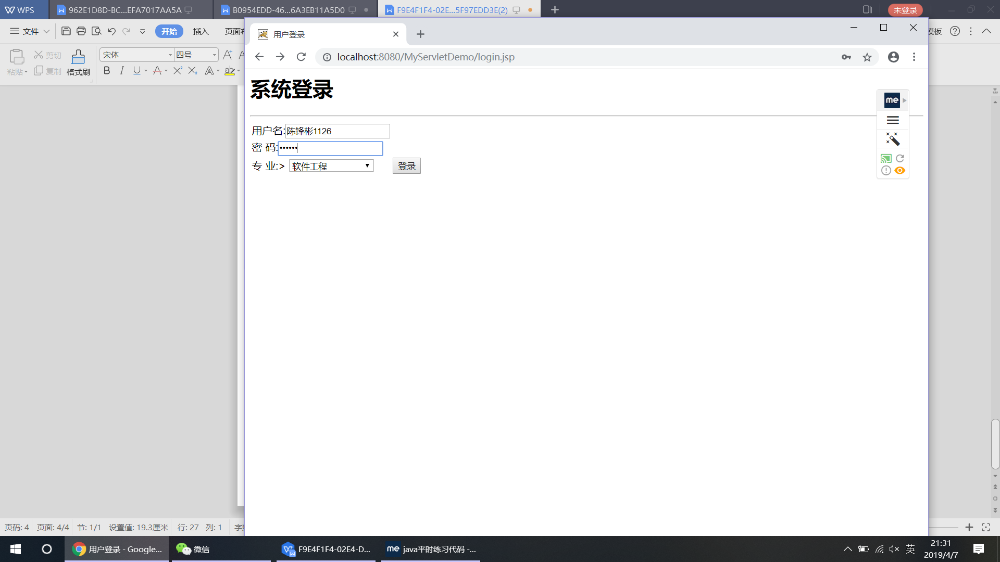 WPS
962E1D8D-BC...EFA7017AA5A
B0954EDD-46...6A3EB11A5D0
F9E4F1F4-02E...5F97EDD3E(2)
未登录
文件
开始
插入
页面布
模板
粘贴
剪切
复制
格式刷
宋体
四号
用户登录
localhost:8080/MyServletDemo/login.jsp
系统登录
me
用户名:陈锋彬1126
密 码:••••••
专 业:> 软件工程
登录
页码: 4
页面: 4/4
节: 1/1
设置值: 19.3厘米
行: 27
列: 1
字数
用户登录 - Google...
微信
F9E4F1F4-02E4-D...
me java平时练习代码 -...
英
21:31
2019/4/7